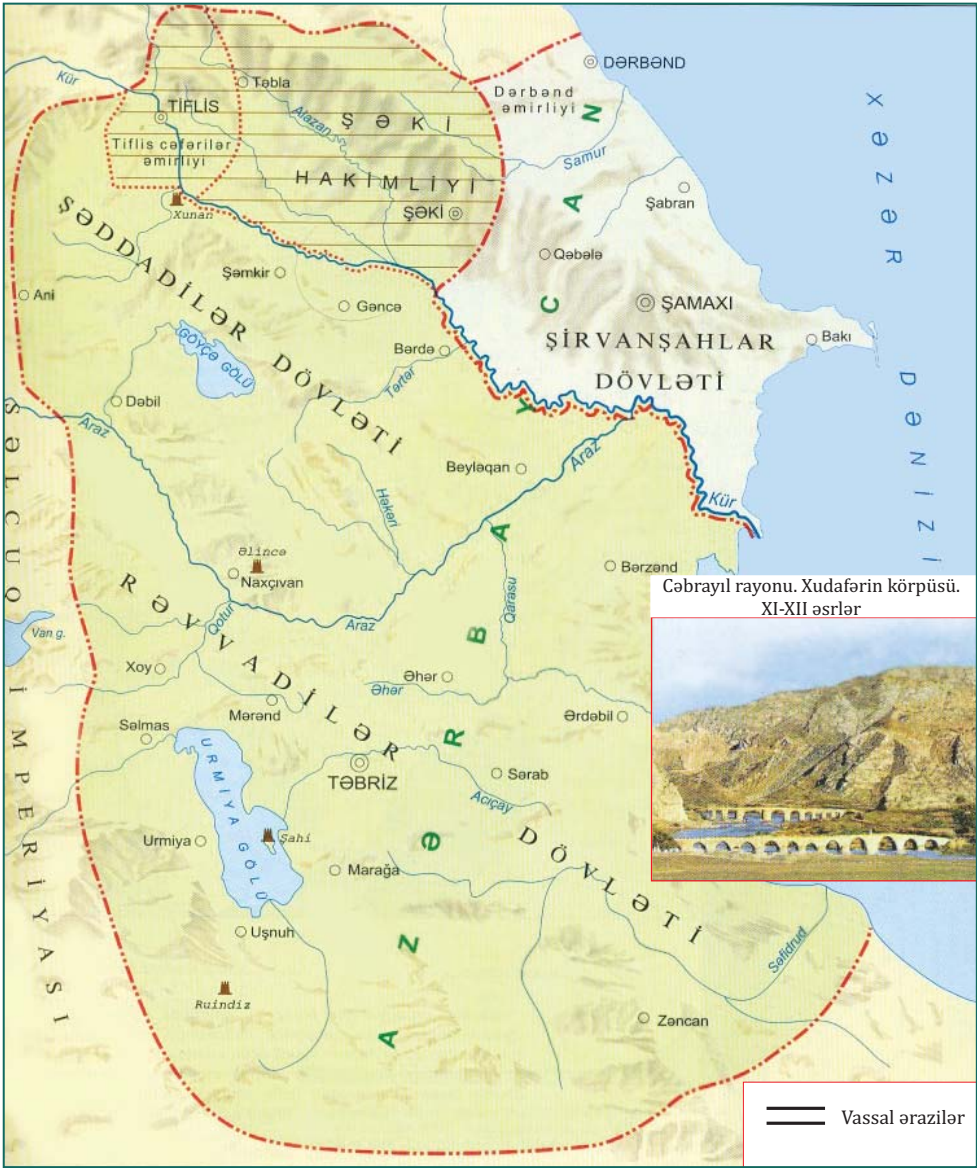 DƏRBƏND
Dərbənd
əmirliyi
Təbla
Kür
TİFLİS
Tiflis cəfərilər
əmirliyi
Alazan
ŞƏKİ
HAKİMLİYİ
ŞƏKİ
Samur
Şabran
Xunan
Qəbələ
ŞAMAXI
ŞİRVANŞAHLAR
DÖVLƏTİ
Bakı
XƏZƏR DƏNİZİ
ŞƏDDADİLƏR DÖVLƏTİ
Şəmkir
Gəncə
Ani
GÖYÇƏ GÖLÜ
Bərdə
Tərtər
Dəbil
Araz
Beyləqan
Araz
Həkəri
Kür
Əlincə
Naxçıvan
Bərzənd
Qarasu
Araz
Qotur
Van g.
SƏLCUQ İMPERİYASI
RƏVVADİLƏR DÖVLƏTİ
AZƏRBAYCAN
Xoy
Mərənd
Əhər
Əhər
Ərdəbil
Səlmas
URMIYA GÖLÜ
TƏBRİZ
Sərab
Acıçay
Urmiya
Şahi
Marağa
Uşnuh
Ruindiz
Səfidrud
Zəncan
Cəbrayıl rayonu. Xudafərin körpüsü.
XI-XII əsrlər
Vassal ərazilər